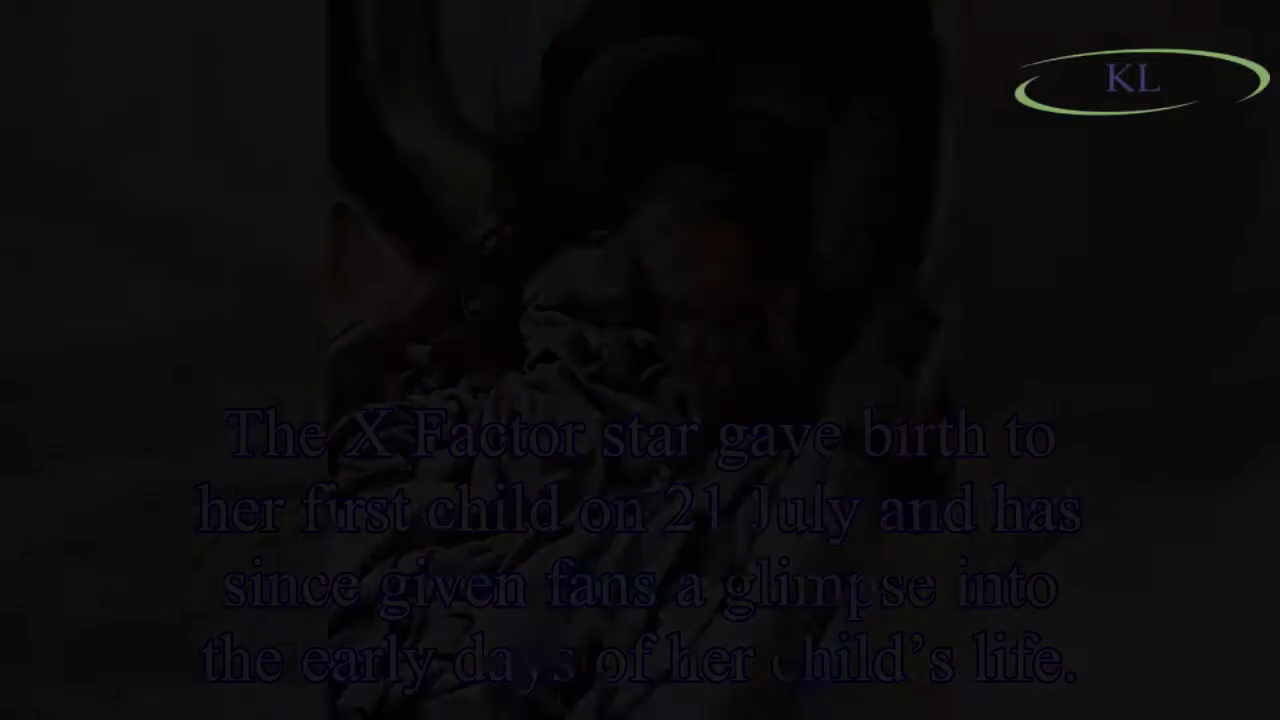 KL
The X Factor star gave birth to
her first child on 21 July and has
since given fans a glimpse into
the early days of her child’s life.